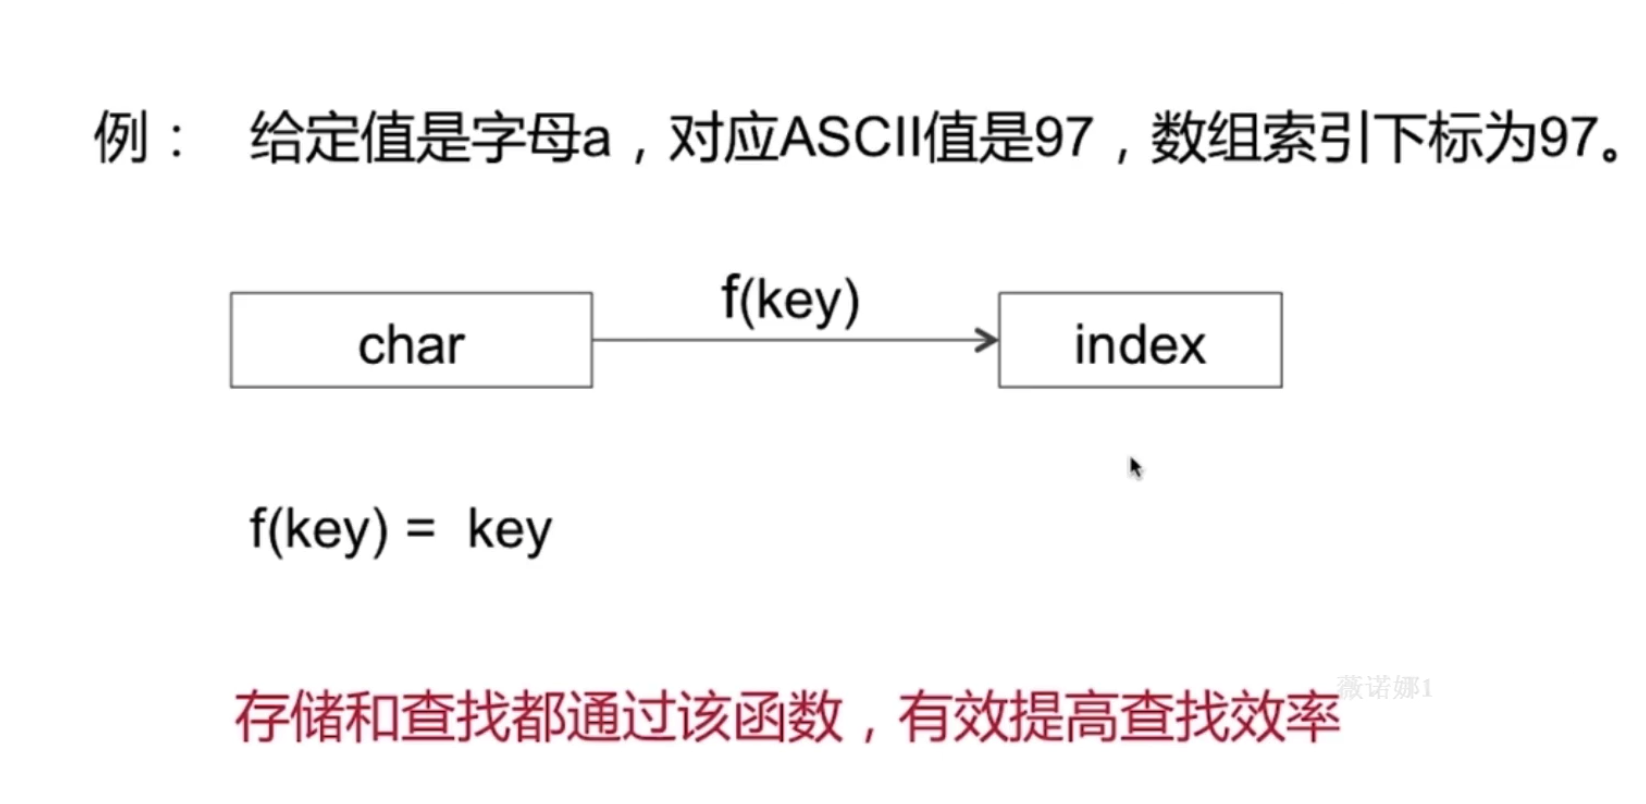 例： 给定值是字母a，对应ASCII值是97，数组索引下标为97。
f(key)
char
index
f(key) = key
薇诺娜1
存储和查找都通过该函数，有效提高查找效率